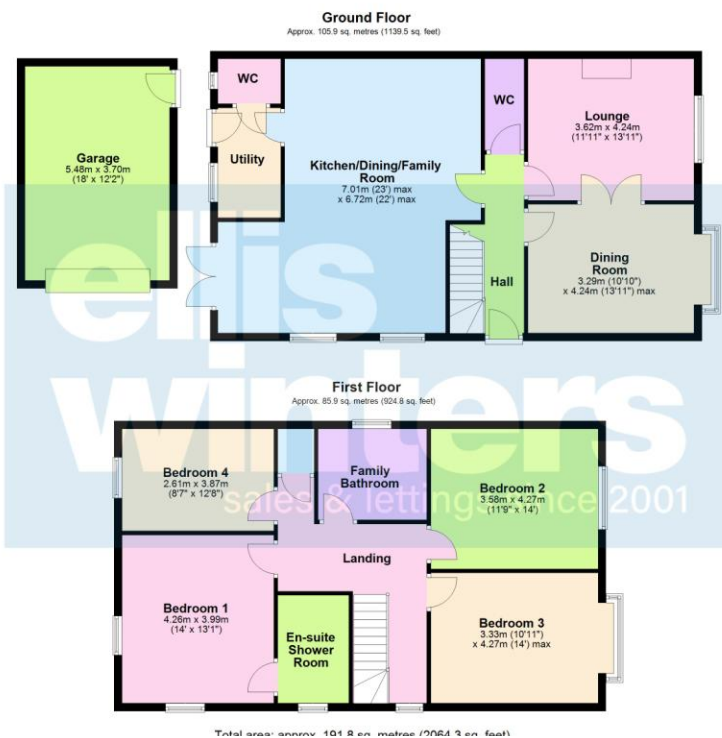 Ground Floor
Approx. 105.9 sq. metres (1139.5 sq. feet)
WC
WC
Lounge
3.62m x 4.24m
(11'11" x 13'11")
Garage
5.48m x 3.70m
(18' x 12'2")
Utility
Kitchen/Dining/Family
Room
7.01m (23') max
x 6.72m (22') max
Hall
Dining
Room
3.29m (10'10")
x 4.24m (13'11") max
ellis
winters
sales & lettings since 2001
First Floor
Approx. 85.9 sq. metres (924.8 sq. feet)
Bedroom 4
2.61m x 3.87m
(8'7" x 12'8")
Family
Bathroom
Bedroom 2
3.58m x 4.27m
(11'9" x 14')
Landing
Bedroom 1
4.26m x 3.99m
(14' x 13'1")
En-suite
Shower
Room
Bedroom 3
3.33m (10'11")
x 4.27m (14') max
Total area: approx. 191.8 sq. metres (2064.3 sq. feet)